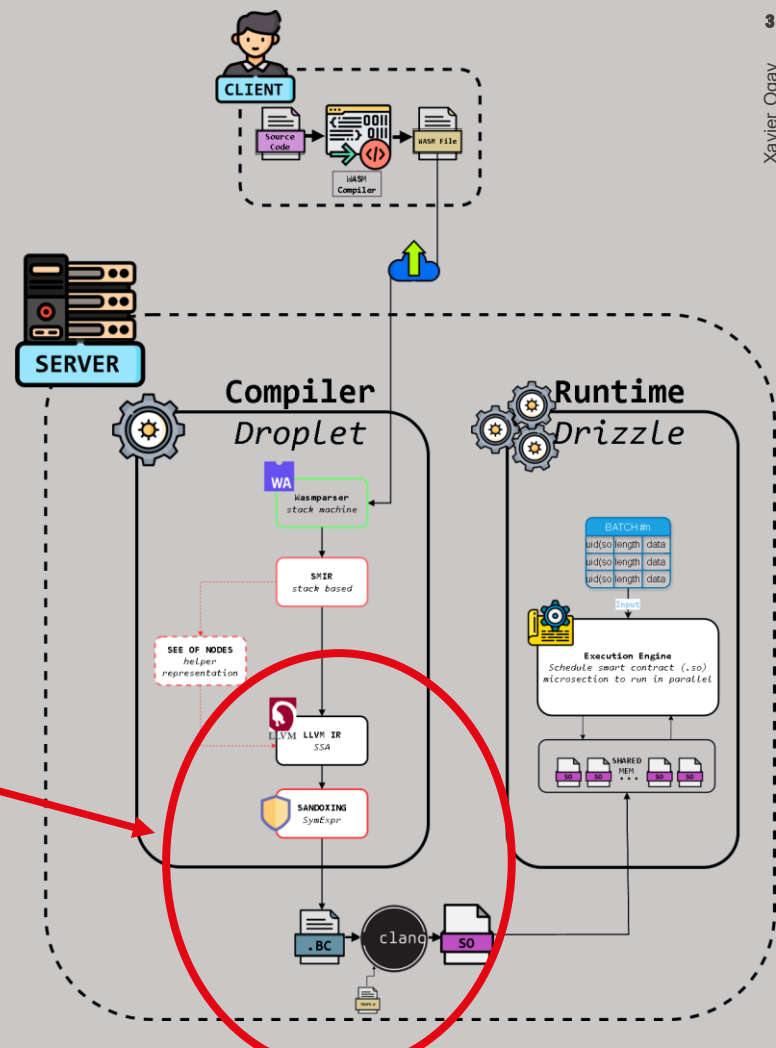 3
Xavier Ogay
CLIENT
Source
Code
WASM File
WASM
Compiler
SERVER
Compiler
Droplet
Runtime
Drizzle
WA
Wasmparser
stack machine
BATCH #n
uid(so length data
uid(so length data
uid(so length data
SMIR
stack based
Input
SEE OF NODES
helper
representation
Execution Engine
Schedule smart contract (.so)
microsection to run in parallel
LLVM
LLVM IR
SSA
SHARED
MEM
...
SO SO SO SO
SANDOXING
SymExpr
.BC
clang
SO